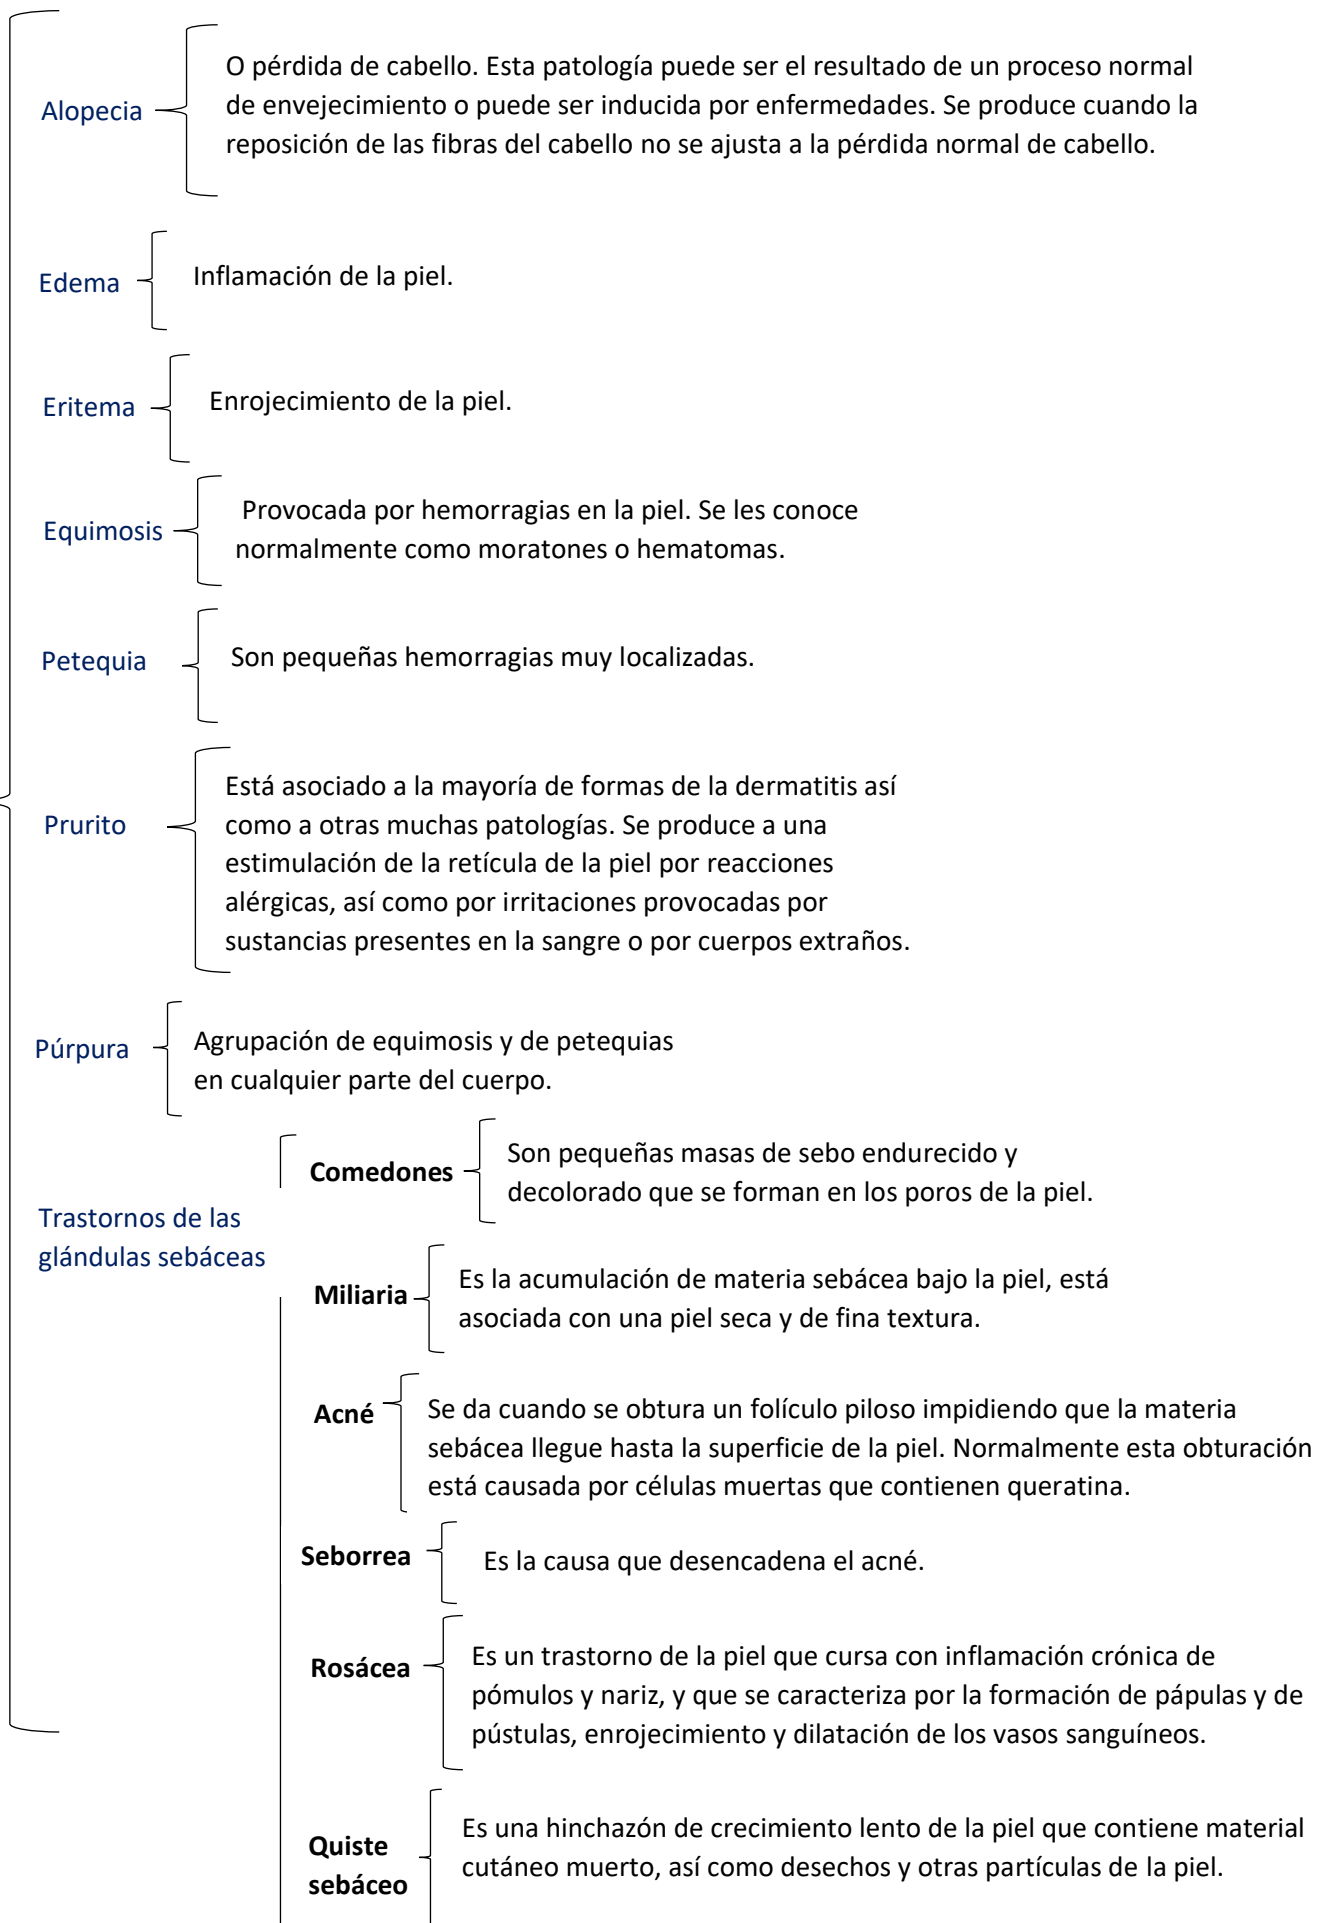 Alopecia
O pérdida de cabello. Esta patología puede ser el resultado de un proceso normal
de envejecimiento o puede ser inducida por enfermedades. Se produce cuando la
reposición de las fibras del cabello no se ajusta a la pérdida normal de cabello.
Edema
Inflamación de la piel.
Eritema
Enrojecimiento de la piel.
Equimosis
Provocada por hemorragias en la piel. Se les conoce
normalmente como moratones o hematomas.
Petequia
Son pequeñas hemorragias muy localizadas.
Prurito
Está asociado a la mayoría de formas de la dermatitis así
como a otras muchas patologías. Se produce a una
estimulación de la retícula de la piel por reacciones
alérgicas, así como por irritaciones provocadas por
sustancias presentes en la sangre o por cuerpos extraños.
Púrpura
Agrupación de equimosis y de petequias
en cualquier parte del cuerpo.
Trastornos de las
glándulas sebáceas
Comedones
Son pequeñas masas de sebo endurecido y
decolorado que se forman en los poros de la piel.
Miliaria
Es la acumulación de materia sebácea bajo la piel, está
asociada con una piel seca y de fina textura.
Acné
Se da cuando se obtura un folículo piloso impidiendo que la materia
sebácea llegue hasta la superficie de la piel. Normalmente esta obturación
está causada por células muertas que contienen queratina.
Seborrea
Es la causa que desencadena el acné.
Rosácea
Es un trastorno de la piel que cursa con inflamación crónica de
pómulos y nariz, y que se caracteriza por la formación de pápulas y de
pústulas, enrojecimiento y dilatación de los vasos sanguíneos.
Quiste
sebáceo
Es una hinchazón de crecimiento lento de la piel que contiene material
cutáneo muerto, así como desechos y otras partículas de la piel.